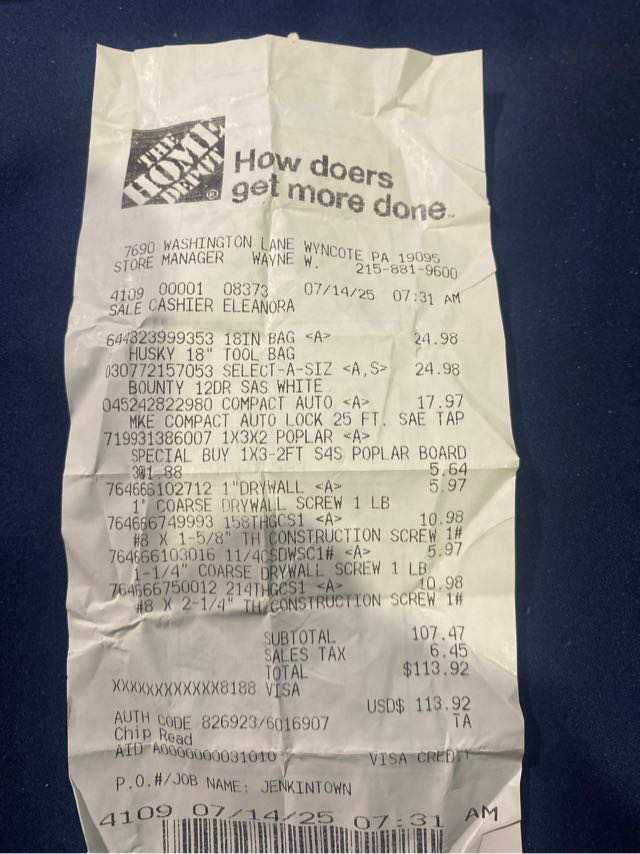 THE
HOME
DEPOT
®
How doers
get more done™
7690 WASHINGTON LANE WYNCOTE PA 19095
STORE MANAGER WAYNE W. 215-881-9600
4109 00001 08373 07/14/25 07:31 AM
SALE CASHIER ELEANORA
644323999353 18IN BAG <A> 24.98
HUSKY 18" TOOL BAG
030772157053 SELECT-A-SIZ <A,S> 24.98
BOUNTY 12DR SAS WHITE
045242822980 COMPACT AUTO <A> 17.97
MKE COMPACT AUTO LOCK 25 FT. SAE TAP
719931386007 1X3X2 POPLAR <A>
SPECIAL BUY 1X3-2FT S4S POPLAR BOARD
3@1.88 5.64
764666102712 1"DRYWALL <A> 5.97
1" COARSE DRYWALL SCREW 1 LB
764666749993 158THGCS1 <A> 10.98
#8 X 1-5/8" TH CONSTRUCTION SCREW 1#
764666103016 11/4CSDWSC1# <A> 5.97
1-1/4" COARSE DRYWALL SCREW 1 LB
764666750012 214THGCS1 <A> 10.98
#8 X 2-1/4" TH CONSTRUCTION SCREW 1#
SUBTOTAL 107.47
SALES TAX 6.45
TOTAL $113.92
XXXXXXXXXXXX8188 VISA
USD$ 113.92
AUTH CODE 826923/6016907 TA
Chip Read
AID A0000000031010 VISA CREDIT
P.O.#/JOB NAME: JENKINTOWN
4109 07/14/25 07:31 AM